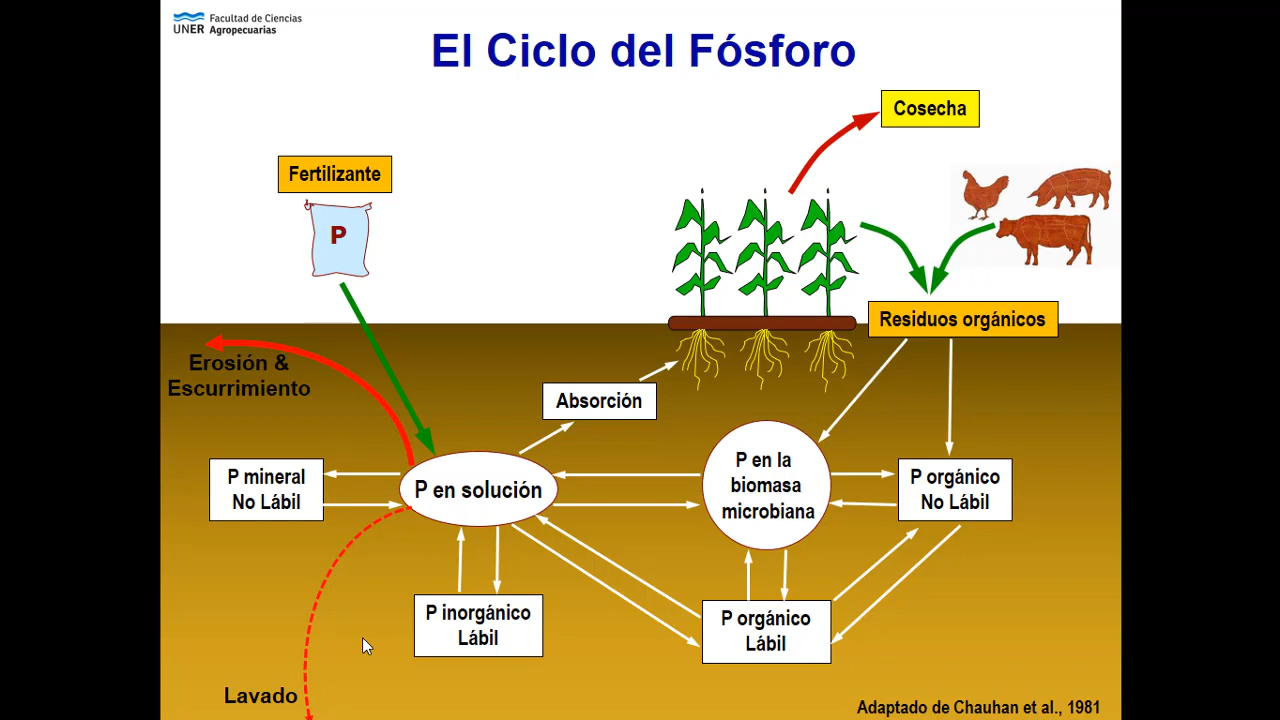 UNER
Facultad de Ciencias
Agropecuarias
El Ciclo del Fósforo
Cosecha
Fertilizante
P
Residuos orgánicos
Erosión &
Escurrimiento
Absorción
P mineral
No Lábil
P en solución
P en la
biomasa
microbiana
P orgánico
No Lábil
P inorgánico
Lábil
P orgánico
Lábil
Lavado
Adaptado de Chauhan et al., 1981